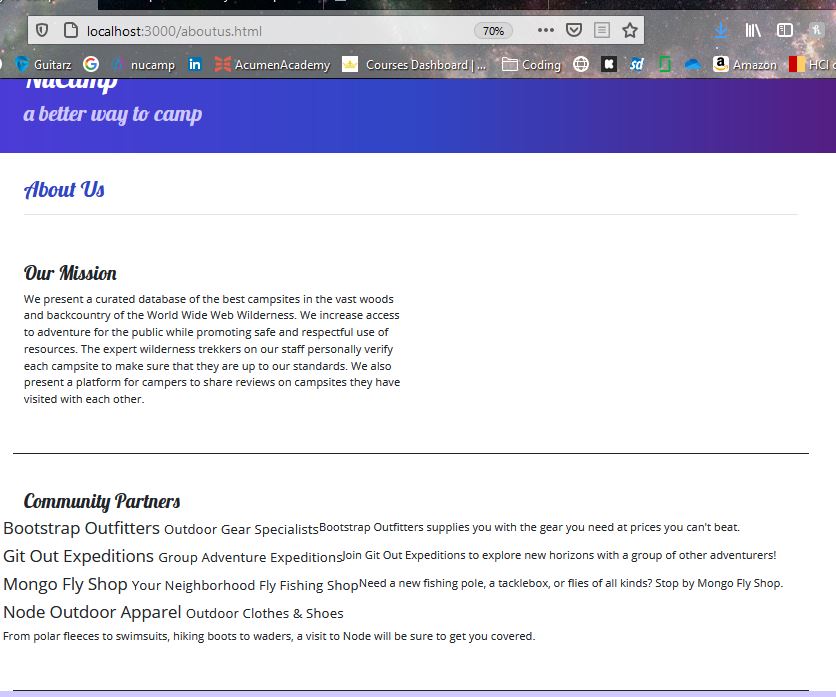 localhost:3000/aboutus.html 70%
Guitarz nucamp AcumenAcademy Courses Dashboard | ... Coding sd Amazon HCI
NuCamp
a better way to camp
About Us
Our Mission
We present a curated database of the best campsites in the vast woods
and backcountry of the World Wide Web Wilderness. We increase access
to adventure for the public while promoting safe and respectful use of
resources. The expert wilderness trekkers on our staff personally verify
each campsite to make sure that they are up to our standards. We also
present a platform for campers to share reviews on campsites they have
visited with each other.
Community Partners
Bootstrap Outfitters Outdoor Gear Specialists Bootstrap Outfitters supplies you with the gear you need at prices you can't beat.
Git Out Expeditions Group Adventure Expeditions Join Git Out Expeditions to explore new horizons with a group of other adventurers!
Mongo Fly Shop Your Neighborhood Fly Fishing Shop Need a new fishing pole, a tacklebox, or flies of all kinds? Stop by Mongo Fly Shop.
Node Outdoor Apparel Outdoor Clothes & Shoes
From polar fleeces to swimsuits, hiking boots to waders, a visit to Node will be sure to get you covered.